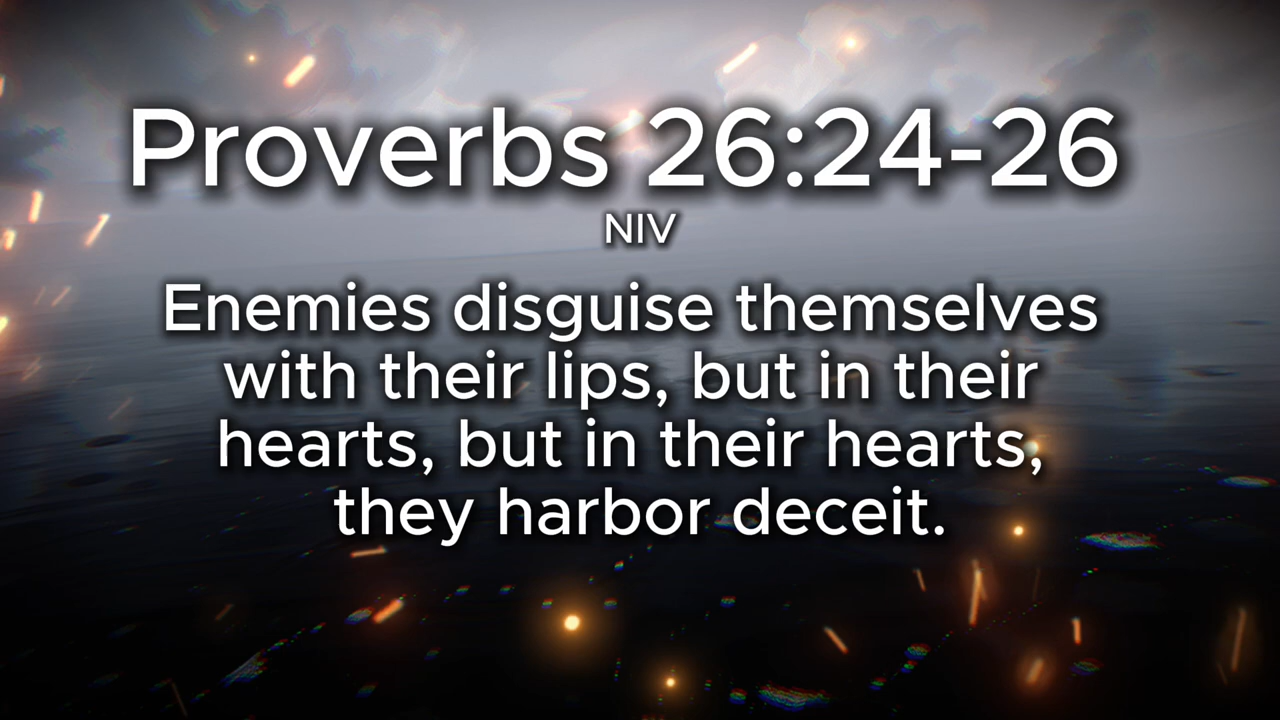 Proverbs 26:24-26
NIV
Enemies disguise themselves
with their lips, but in their
hearts, but in their hearts,
they harbor deceit.